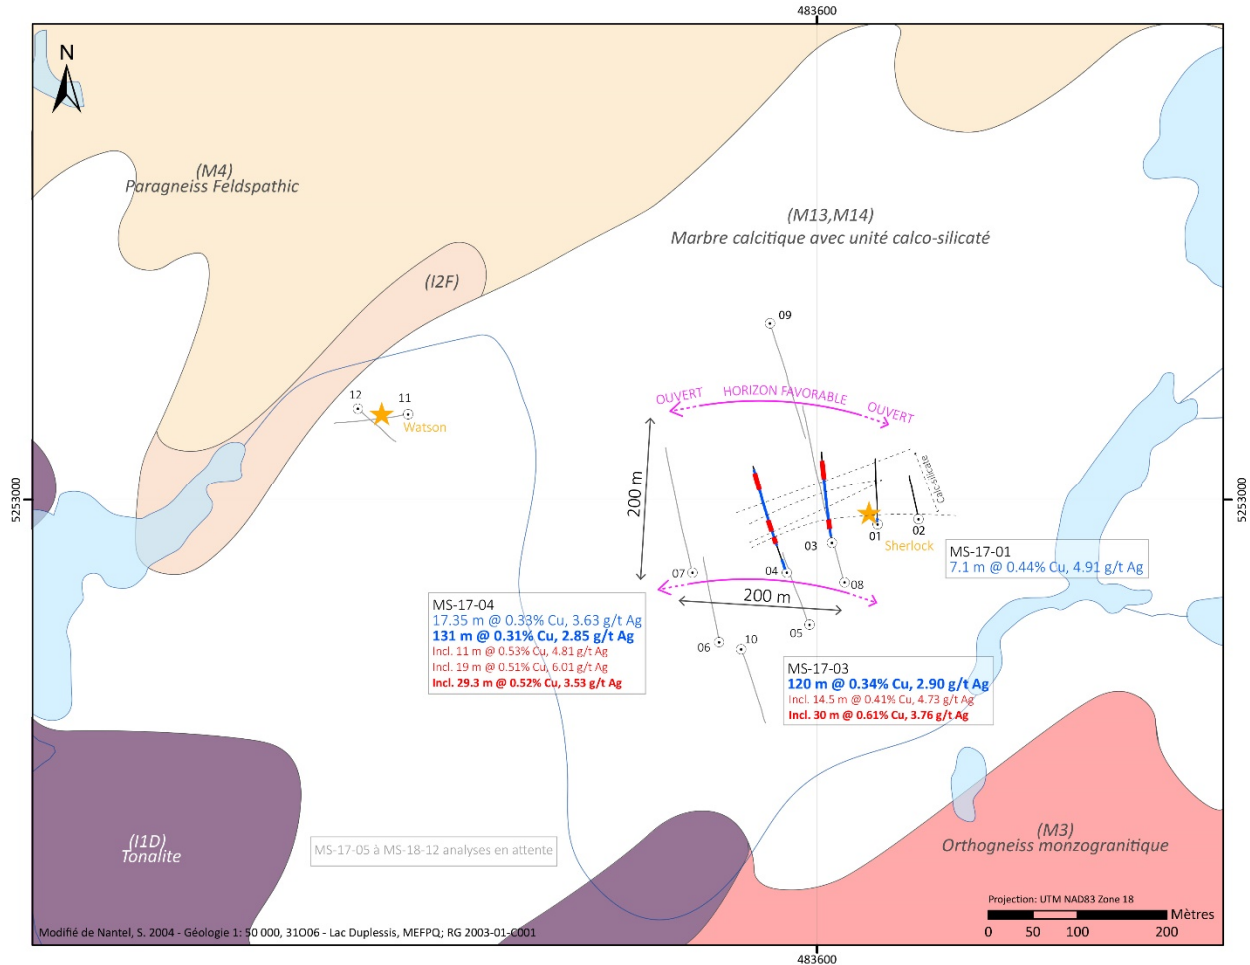 483600
N
(M4)
Paragneiss Feldspathic
(M13,M14)
Marbre calcitique avec unité calco-silicaté
(I2F)
09
12
11
Watson
OUVERT
HORIZON FAVORABLE
OUVERT
200 m
Calc-silicate
5253000
5253000
01
02
03
Sherlock
MS-17-01
7.1 m @ 0.44% Cu, 4.91 g/t Ag
07
04
08
200 m
MS-17-04
17.35 m @ 0.33% Cu, 3.63 g/t Ag
131 m @ 0.31% Cu, 2.85 g/t Ag
Incl. 11 m @ 0.53% Cu, 4.81 g/t Ag
Incl. 19 m @ 0.51% Cu, 6.01 g/t Ag
Incl. 29.3 m @ 0.52% Cu, 3.53 g/t Ag
05
06
10
MS-17-03
120 m @ 0.34% Cu, 2.90 g/t Ag
Incl. 14.5 m @ 0.41% Cu, 4.73 g/t Ag
Incl. 30 m @ 0.61% Cu, 3.76 g/t Ag
(I1D)
Tonalite
MS-17-05 à MS-18-12 analyses en attente
(M3)
Orthogneiss monzogranitique
Projection: UTM NAD83 Zone 18
Mètres
0 50 100 200
Modifié de Nantel, S. 2004 - Géologie 1: 50 000, 31O06 - Lac Duplessis, MEFPQ; RG 2003-01-C001
483600